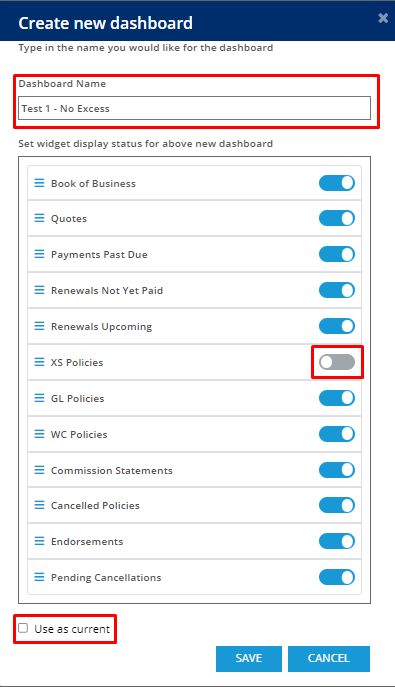 Create new dashboard
Type in the name you would like for the dashboard
Dashboard Name
Test 1 - No Excess
Set widget display status for above new dashboard
Book of Business
Quotes
Payments Past Due
Renewals Not Yet Paid
Renewals Upcoming
XS Policies
GL Policies
WC Policies
Commission Statements
Cancelled Policies
Endorsements
Pending Cancellations
Use as current
SAVE CANCEL